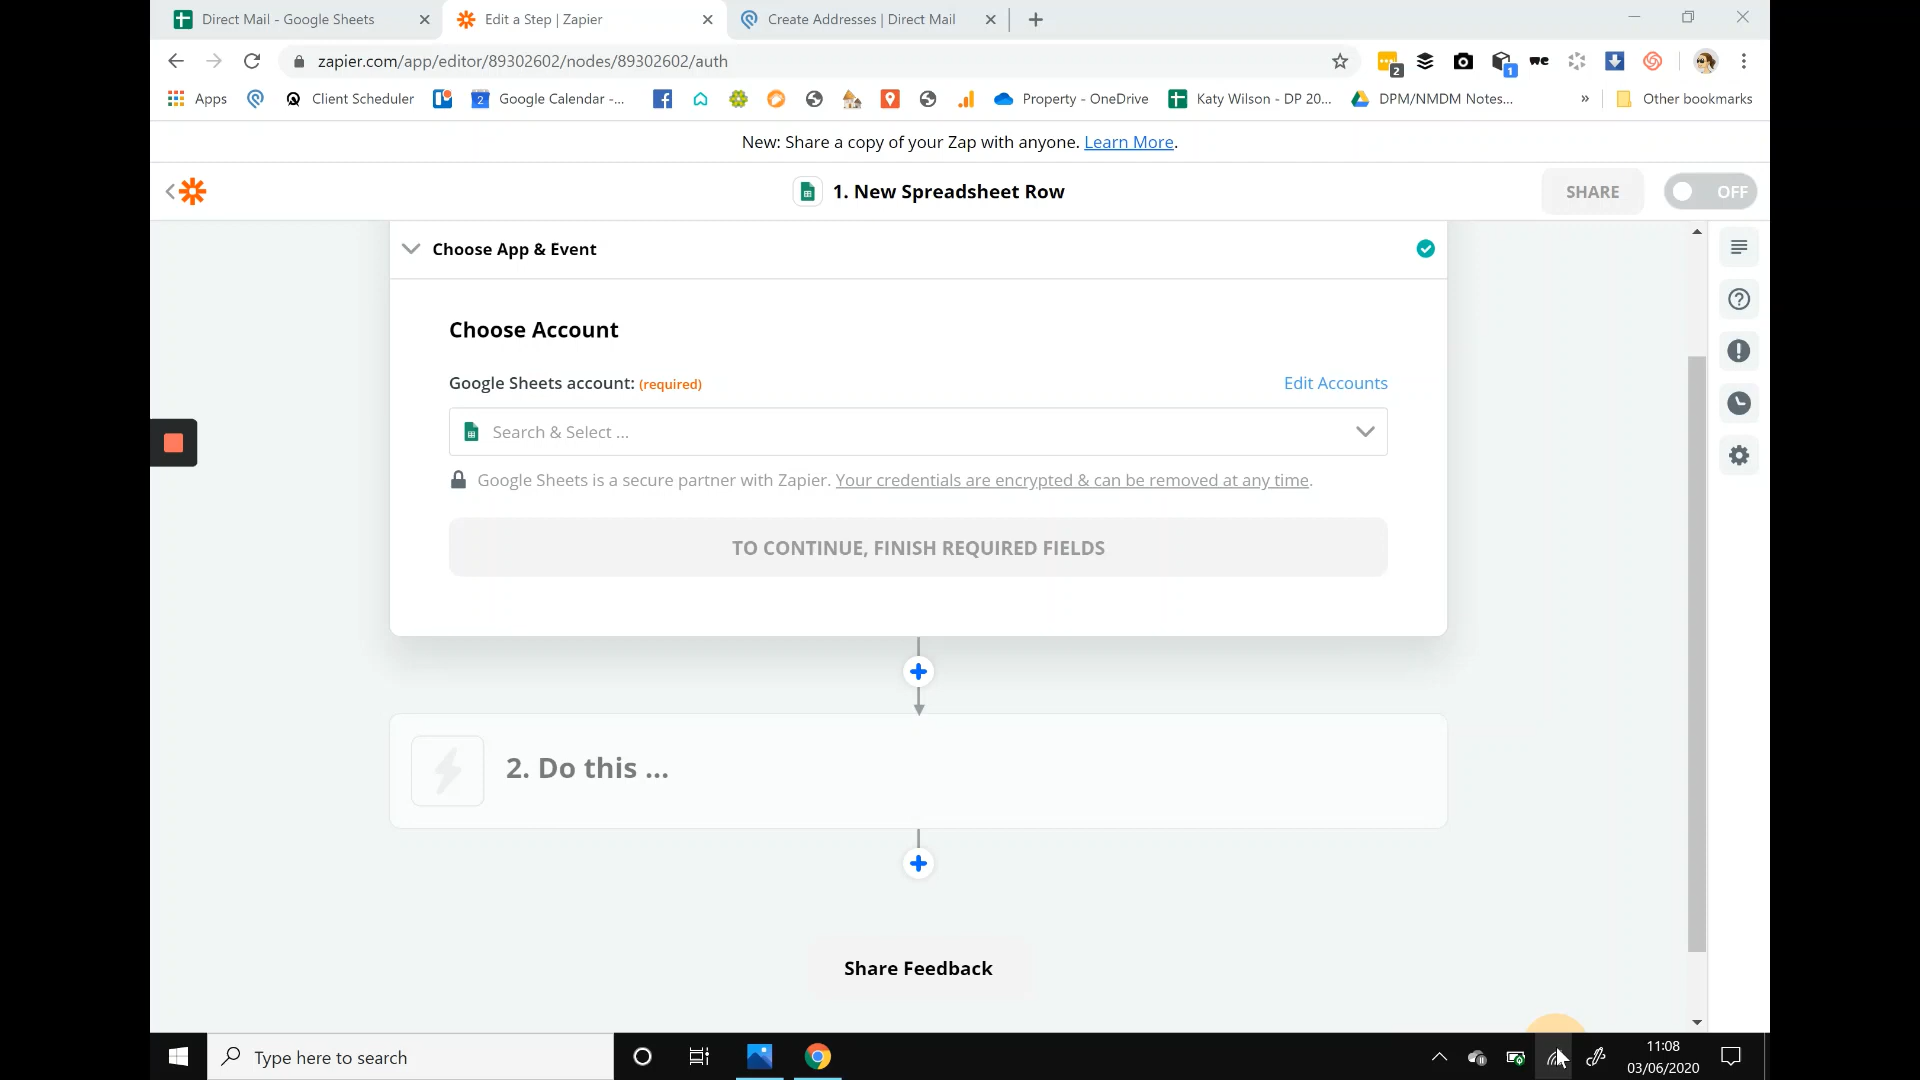 Direct Mail - Google Sheets
Edit a Step | Zapier
Create Addresses | Direct Mail
zapier.com/app/editor/89302602/nodes/89302602/auth
2
1
Apps
Client Scheduler
2
Google Calendar -...
Property - OneDrive
Katy Wilson - DP 20...
DPM/NMDM Notes...
»
Other bookmarks
New: Share a copy of your Zap with anyone. Learn More.
1. New Spreadsheet Row
SHARE
OFF
Choose App & Event
Choose Account
Google Sheets account: (required)
Edit Accounts
Search & Select ...
Google Sheets is a secure partner with Zapier. Your credentials are encrypted & can be removed at any time.
TO CONTINUE, FINISH REQUIRED FIELDS
2. Do this ...
Share Feedback
Type here to search
11:08
03/06/2020